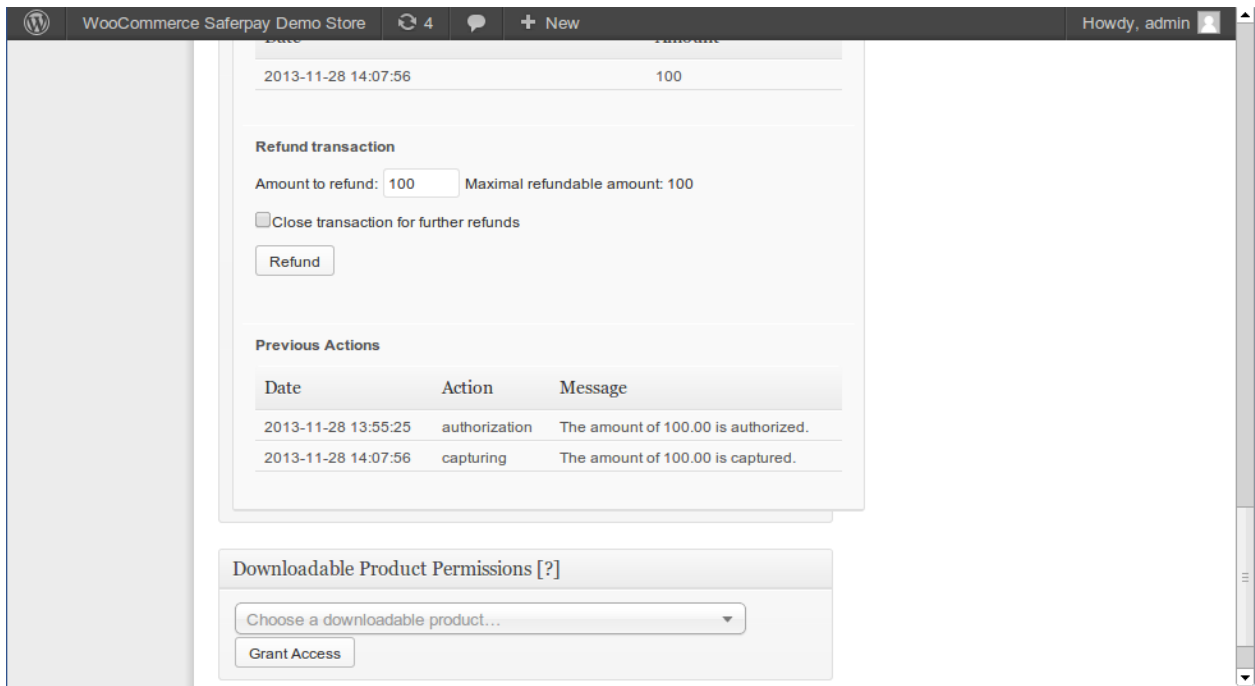 WooCommerce Saferpay Demo Store 4 New Howdy, admin
Date Amount
2013-11-28 14:07:56 100
Refund transaction
Amount to refund: 100 Maximal refundable amount: 100
Close transaction for further refunds
Refund
Previous Actions
Date Action Message
2013-11-28 13:55:25 authorization The amount of 100.00 is authorized.
2013-11-28 14:07:56 capturing The amount of 100.00 is captured.
Downloadable Product Permissions [?]
Choose a downloadable product...
Grant Access